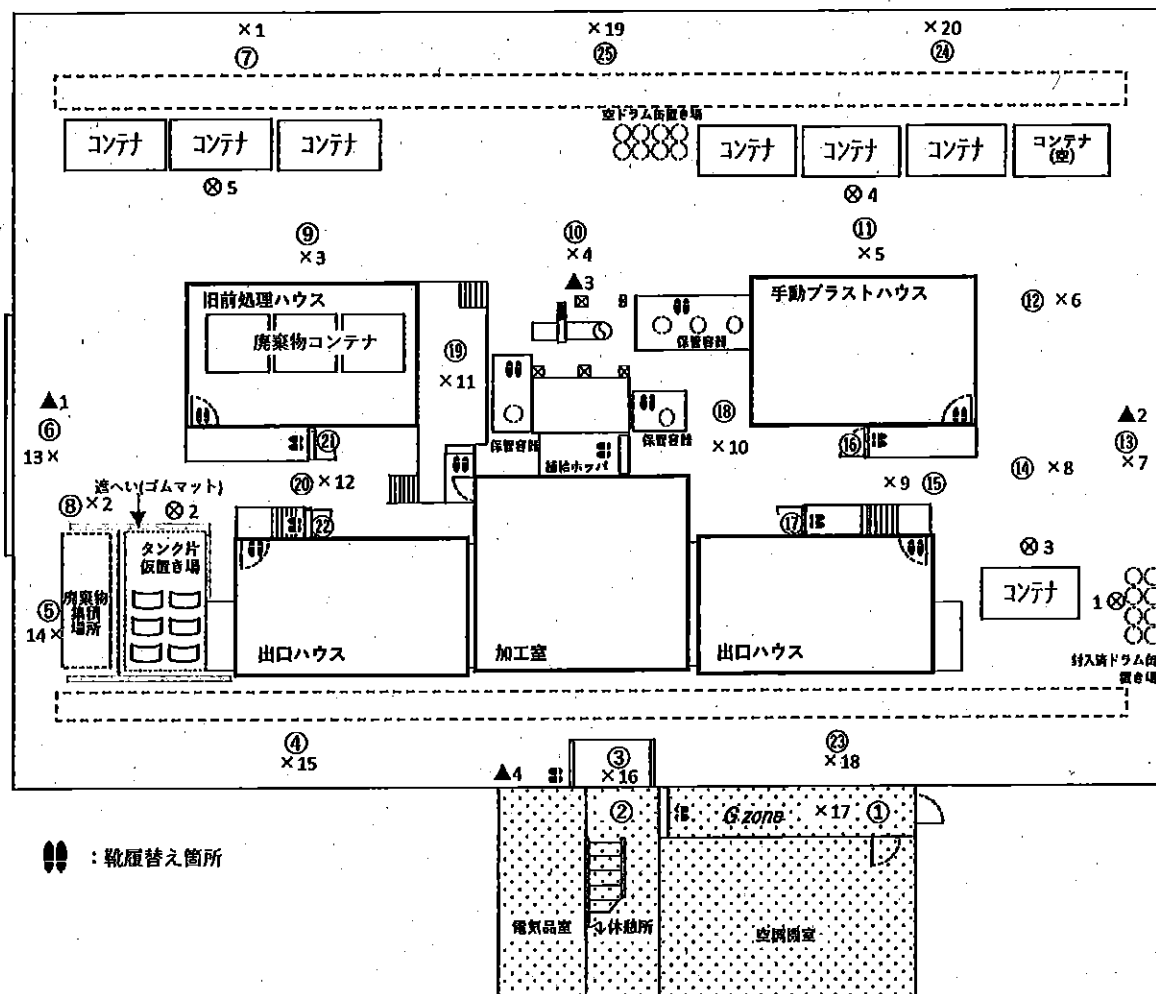 ×1
×19
×20
⑦
㉕
㉔
コンテナ
コンテナ
コンテナ
空ドラム缶置き場
コンテナ
コンテナ
コンテナ
コンテナ
(空)
⊗5
⊗4
⑨
×3
⑩
×4
▲3
⑪
×5
旧前処理ハウス
廃棄物コンテナ
手動ブラストハウス
⑫ ×6
保管容器
⑲
×11
▲1
⑥
13×
⑱
×10
▲2
⑬
×7
保管容器
保管容器
補給ホッパ
㉑
⑯
⑭ ×8
遮へい(ゴムマット)
⑳ ×12
×9 ⑮
⑧ ×2
⊗2
㉒
⑰
タンク片
仮置き場
⊗3
コンテナ
1⊗
⑤
14×
廃棄物
集積
場所
出口ハウス
加工室
出口ハウス
封入済ドラム缶
置き場
④
×15
▲4
③
×16
㉓
×18
②
G zone
×17 ①
:靴履替え箇所
電気品室
休憩所